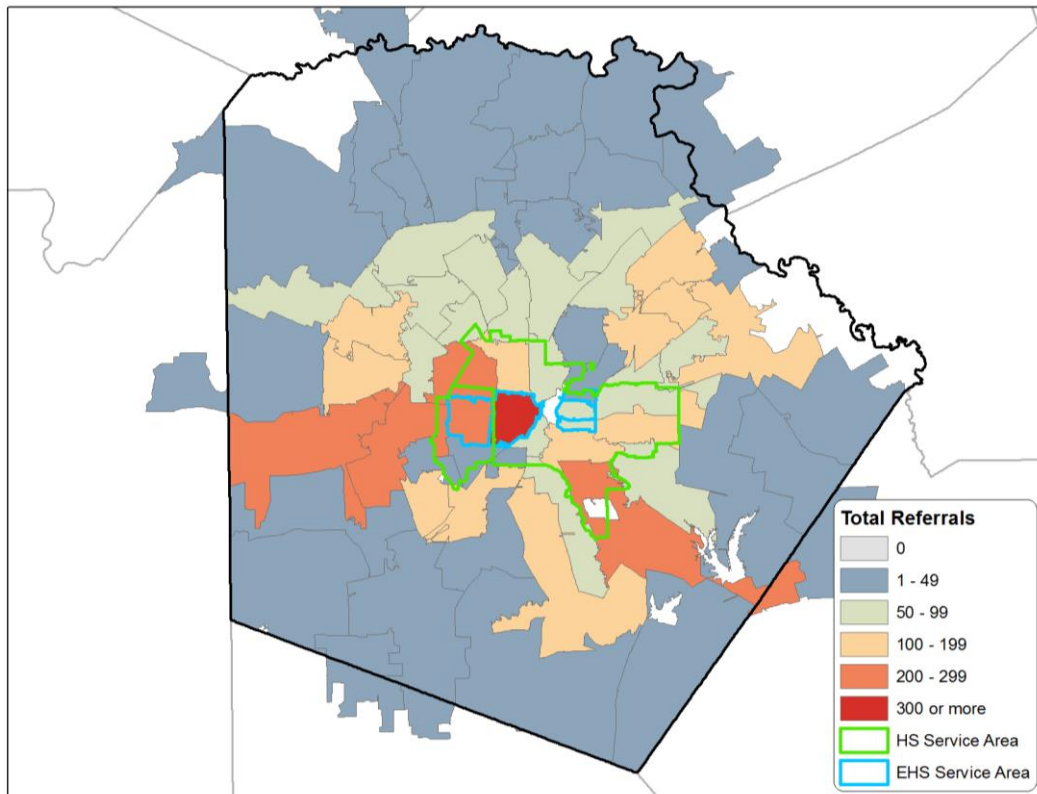 Total Referrals
0
1 - 49
50 - 99
100 - 199
200 - 299
300 or more
HS Service Area
EHS Service Area